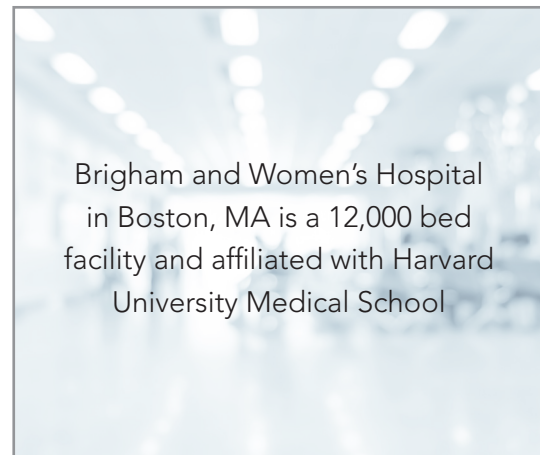 Brigham and Women’s Hospital
in Boston, MA is a 12,000 bed
facility and affiliated with Harvard
University Medical School